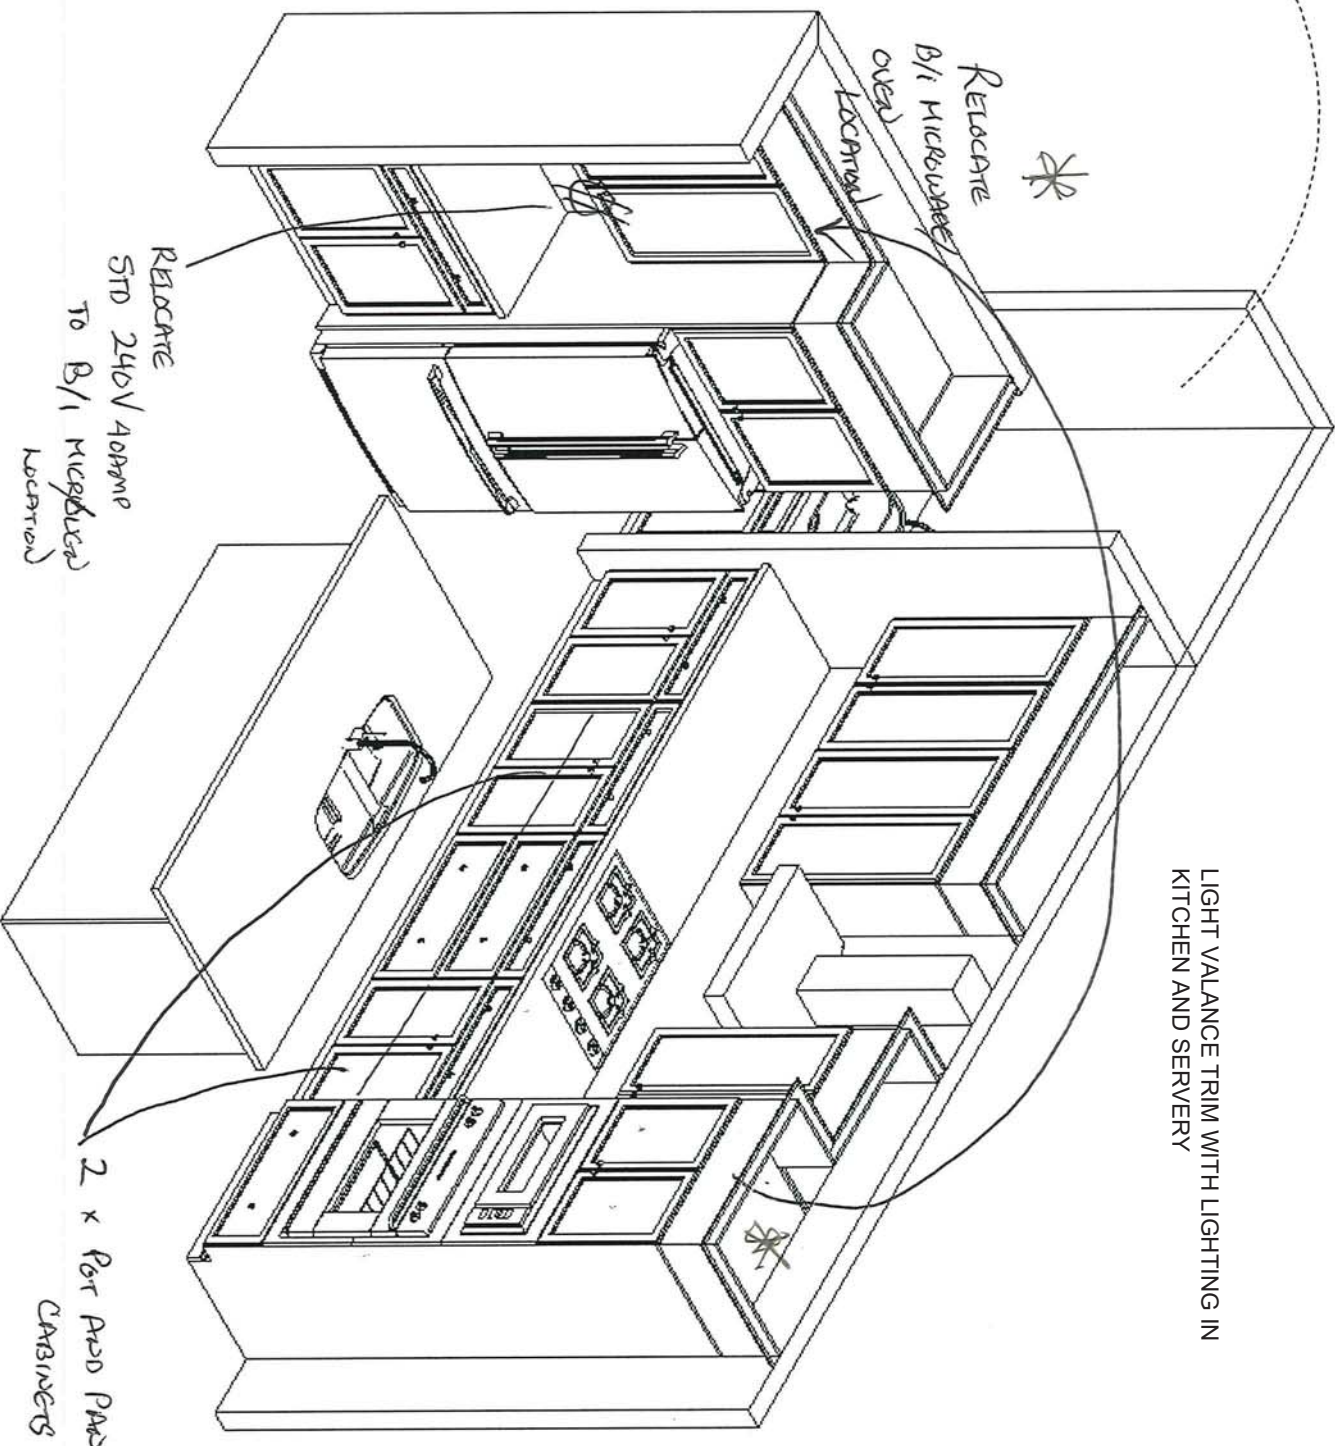 RELOCATE
B/i MICROWAVE/
OVEN
LOCATION
LIGHT VALANCE TRIM WITH LIGHTING IN
KITCHEN AND SERVERY
RELOCATE
STD 240V 40AMP
TO B/i MICROWAVE
LOCATION
2 x POT AND PAN
CABINETS